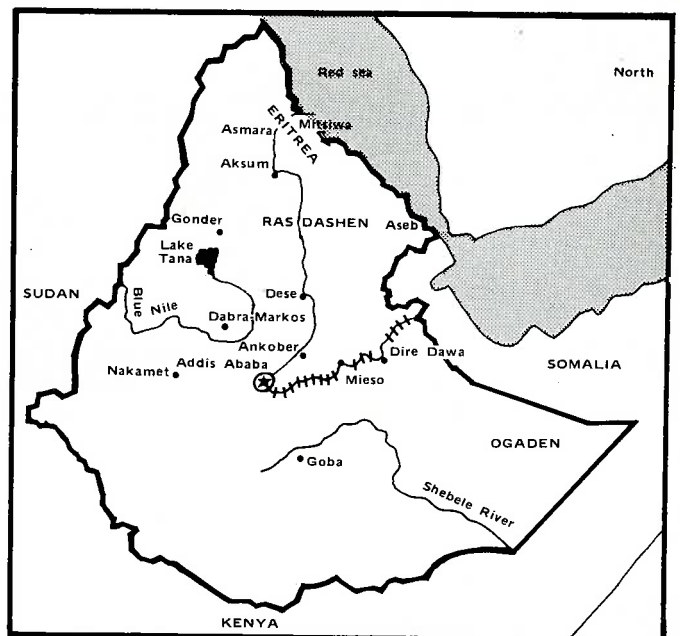 Red sea
North
ERITREA
Mitsiwa
Asmara
Aksum
Gonder
RAS DASHEN
Aseb
Lake
Tana
SUDAN
Blue Nile
Dese
Dabra-Markos
Ankober
Dire Dawa
SOMALIA
Nakamet
Addis Ababa
Mieso
OGADEN
Goba
Shebele River
KENYA